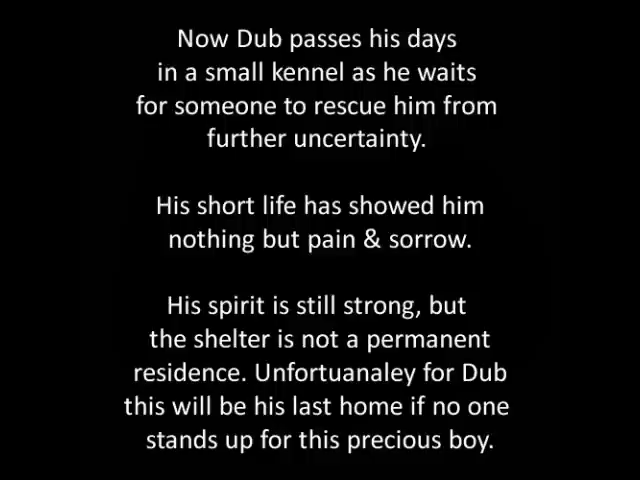 Now Dub passes his days
in a small kennel as he waits
for someone to rescue him from
further uncertainty.
His short life has showed him
nothing but pain & sorrow.
His spirit is still strong, but
the shelter is not a permanent
residence. Unfortuanaley for Dub
this will be his last home if no one
stands up for this precious boy.